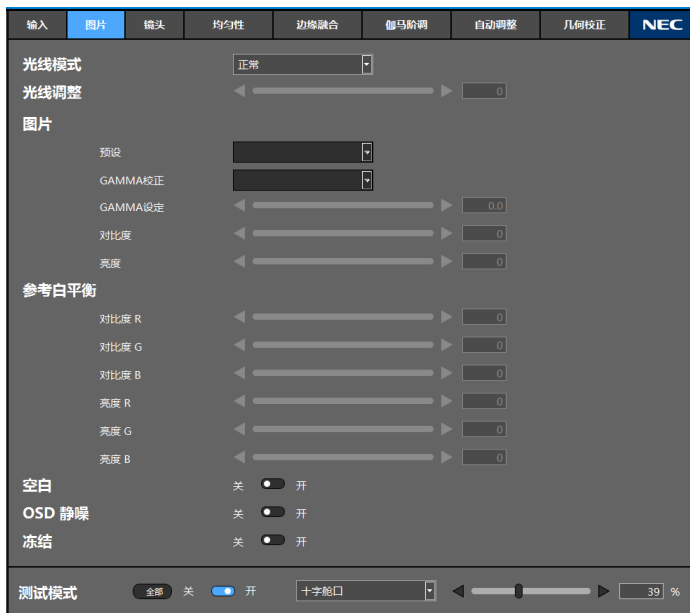 输入 图片 镜头 均匀性 边缘融合 伽马阶调 自动调整 几何校正 NEC
光线模式 正常
光线调整 0
图片
预设
GAMMA校正
GAMMA设定 0.0
对比度 0
亮度 0
参考白平衡
对比度 R 0
对比度 G 0
对比度 B 0
亮度 R 0
亮度 G 0
亮度 B 0
空白 关 开
OSD 静噪 关 开
冻结 关 开
测试模式 全部 关 开 十字舱口 39 %